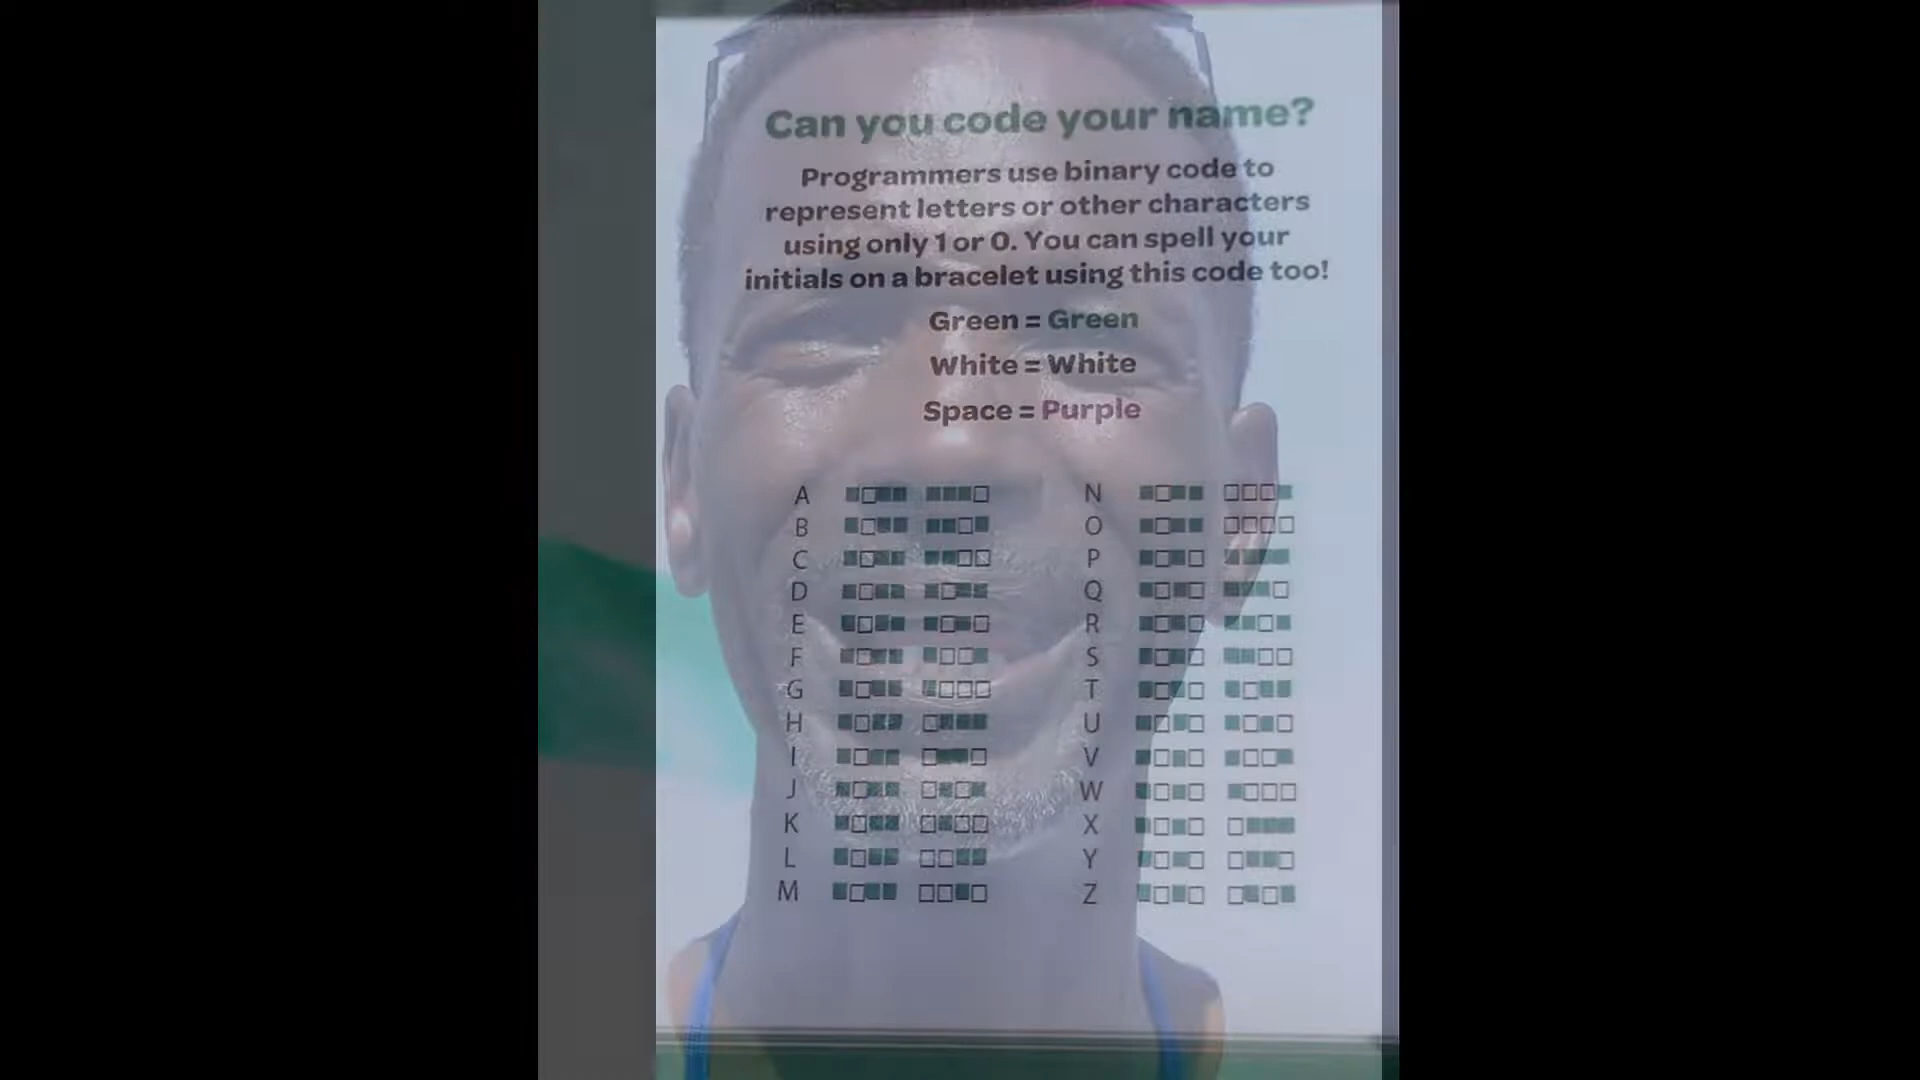 Can you code your name?
Programmers use binary code to
represent letters or other characters
using only 1 or 0. You can spell your
initials on a bracelet using this code too!
Green = Green
White = White
Space = Purple
A
B
C
D
E
F
G
H
I
J
K
L
M
N
O
P
Q
R
S
T
U
V
W
X
Y
Z